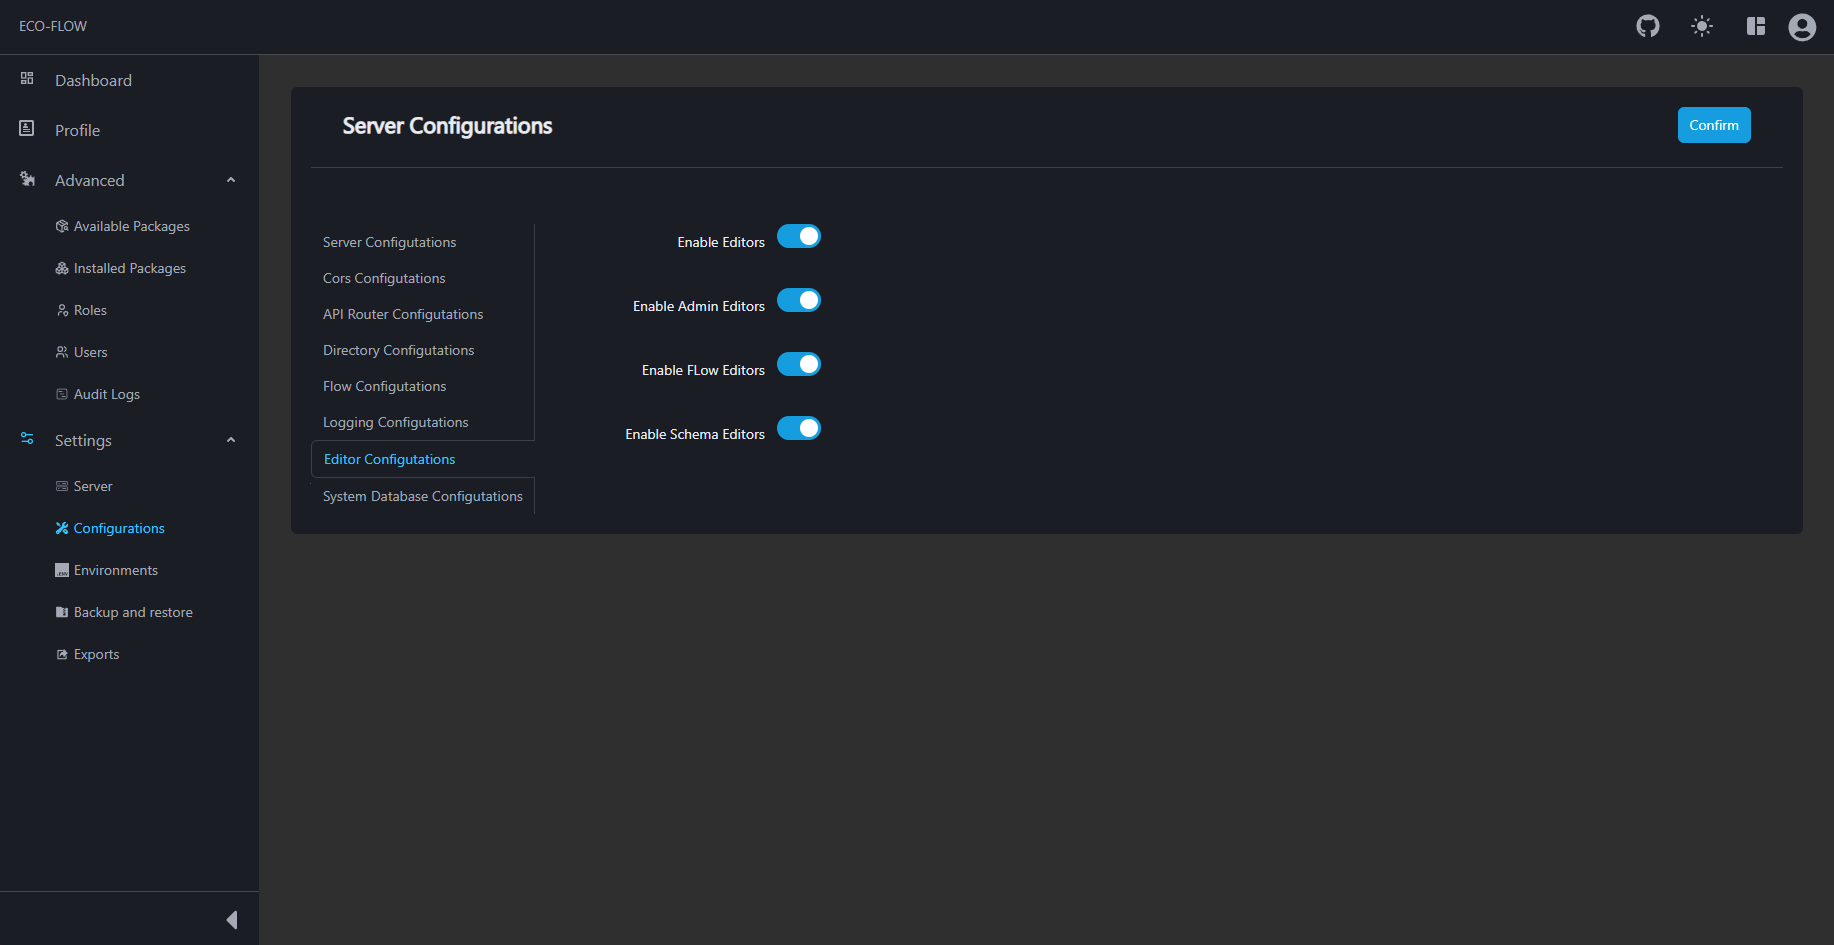 ECO-FLOW
Dashboard
Profile
Advanced
Available Packages
Installed Packages
Roles
Users
Audit Logs
Settings
Server
Configurations
.ENV
Environments
Backup and restore
Exports
Server Configurations
Confirm
Server Configutations
Cors Configutations
API Router Configutations
Directory Configutations
Flow Configutations
Logging Configutations
Editor Configutations
System Database Configutations
Enable Editors
Enable Admin Editors
Enable FLow Editors
Enable Schema Editors